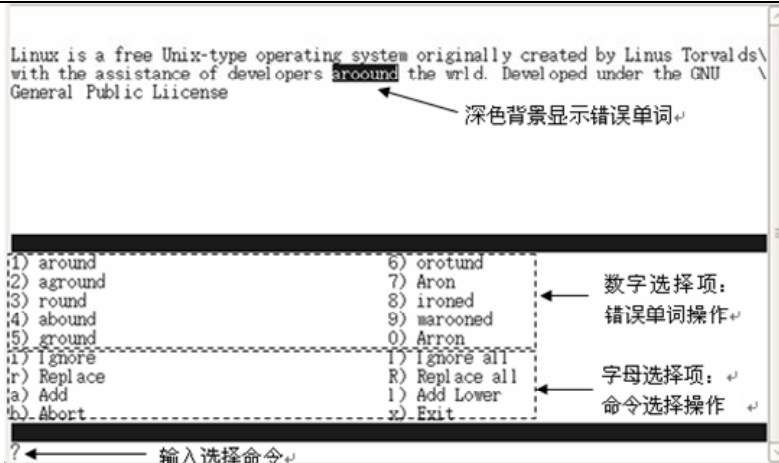 Linux is a free Unix-type operating system originally created by Linus Torvalds\
with the assistance of developers aroound the wrld. Developed under the GNU \
General Public Liicense
深色背景显示错误单词↵
1) around 6) orotund
2) aground 7) Aron
3) round 8) ironed
4) abound 9) marooned
5) ground 0) Arron
数字选择项：
错误单词操作↵
i) Ignore I) Ignore all
r) Replace R) Replace all
a) Add l) Add Lower
b) Abort x) Exit
字母选择项：↵
命令选择操作 ↵
?
输入选择命令↵